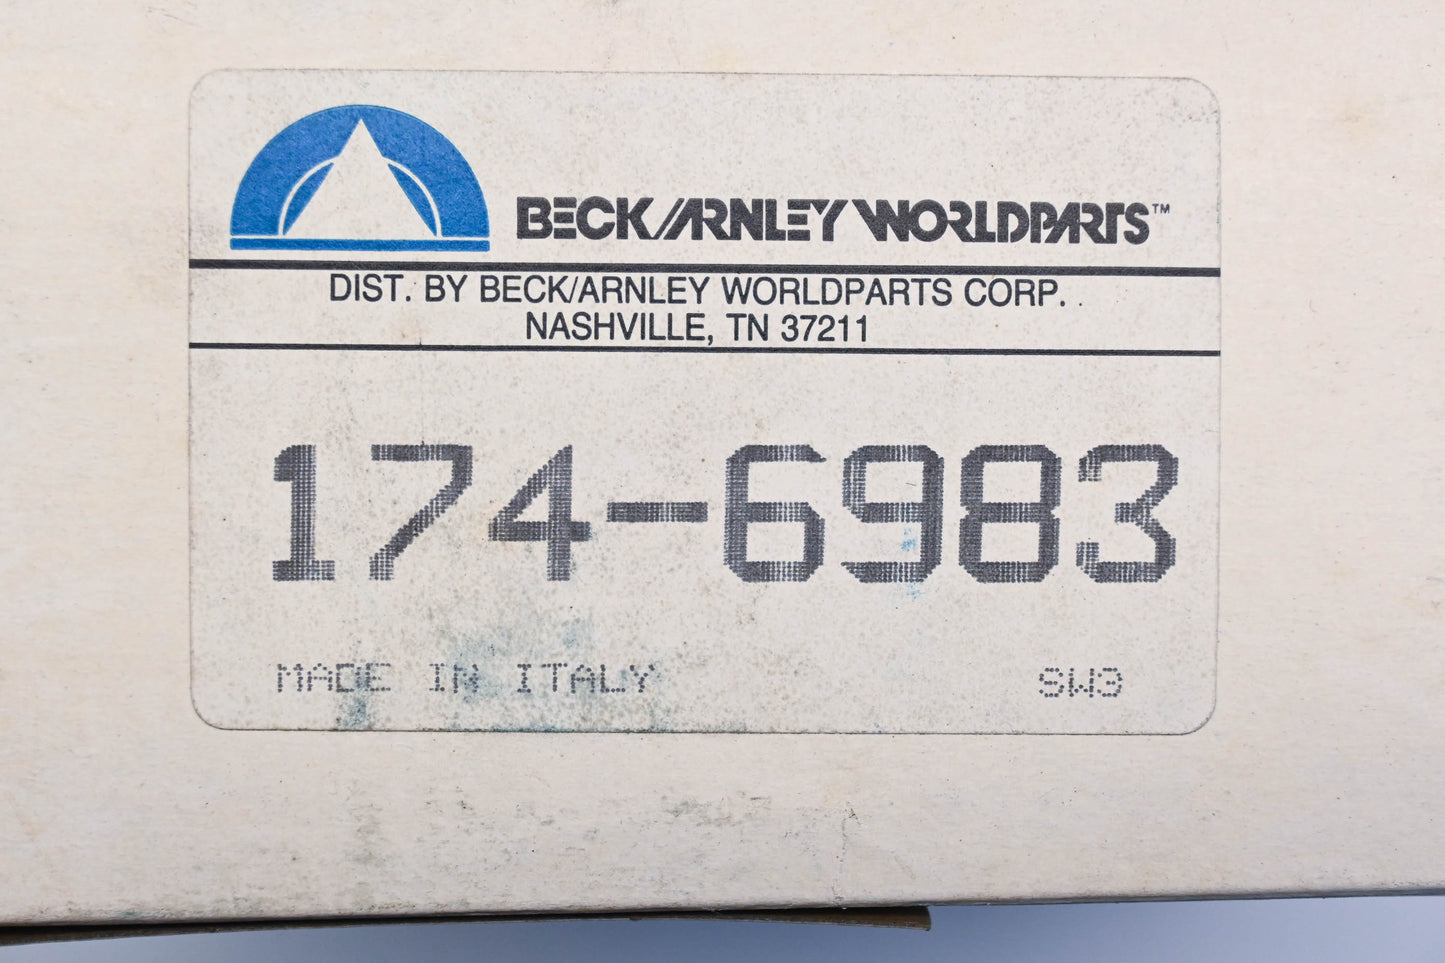 BECK/ARNLEY WORLDPARTS™
DIST. BY BECK/ARNLEY WORLDPARTS CORP.
NASHVILLE, TN 37211
174-6983
MADE IN ITALY
SW3